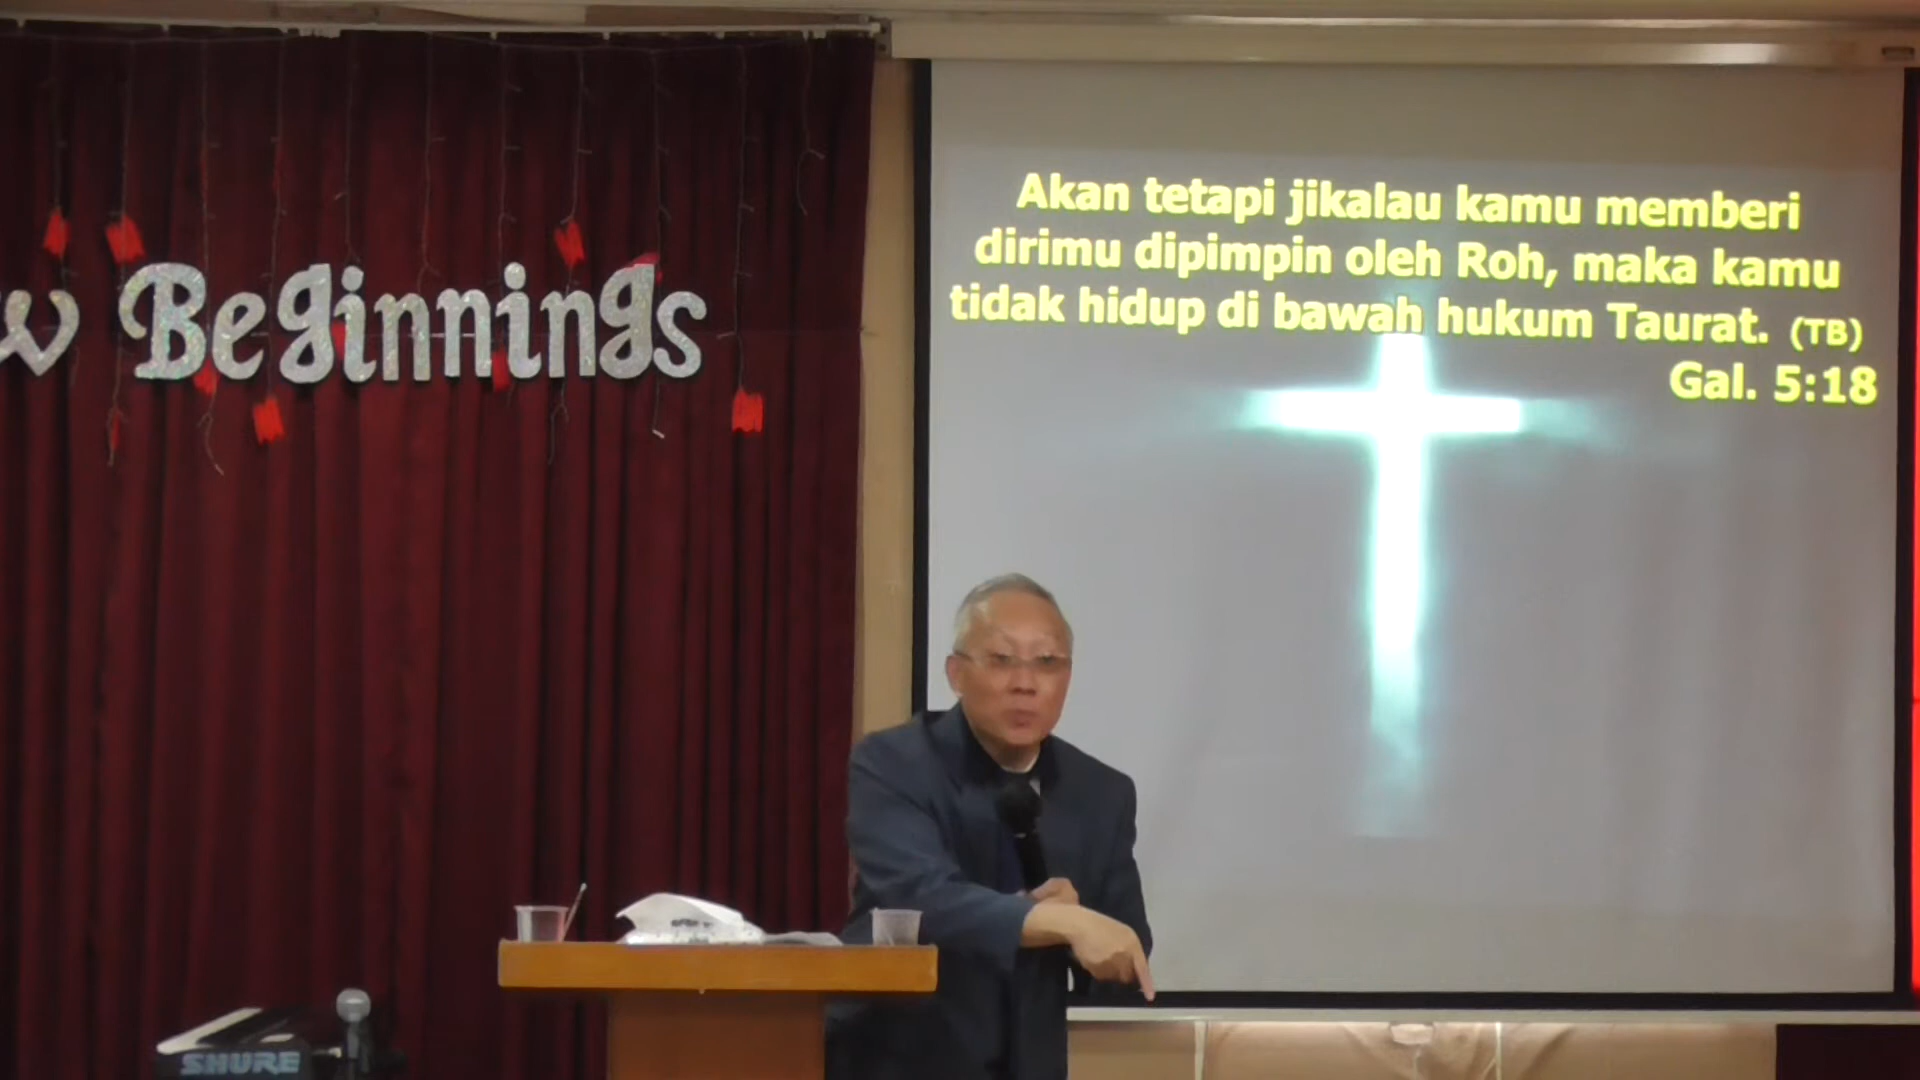 w Beginnings
Akan tetapi jikalau kamu memberi
dirimu dipimpin oleh Roh, maka kamu
tidak hidup di bawah hukum Taurat. (TB)
Gal. 5:18
SHURE